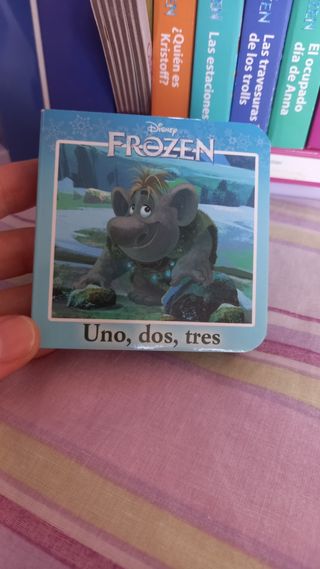 ¿Quién es
Kristoff?
Las estaciones
Las travesuras
de los trolls
El ocupado
día de Anna
Disney
FROZEN
Uno, dos, tres